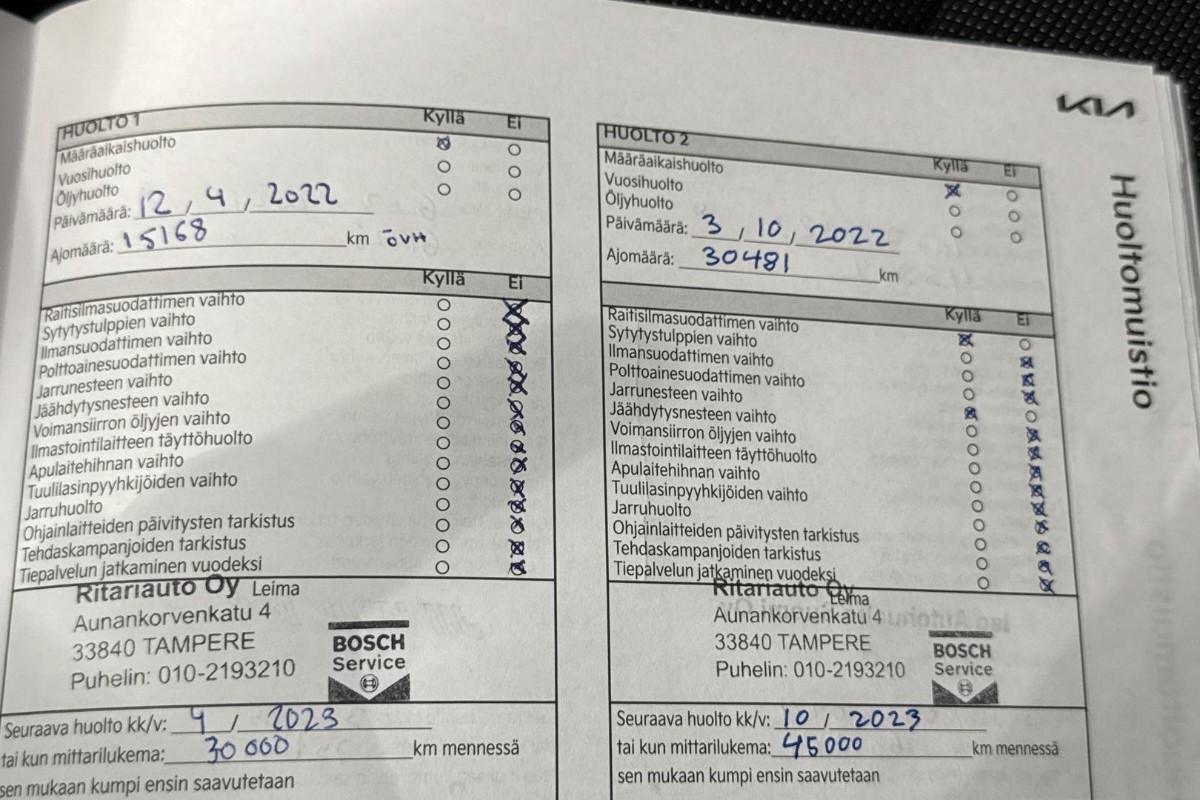 KIA
Huoltomuistio
HUOLTO 1 Kyllä Ei
Määräaikaishuolto
Vuosihuolto
Öljyhuolto
Päivämäärä: 12, 4, 2022
Ajomäärä: 15168 km ÖVH
Kyllä Ei
Raitisilmasuodattimen vaihto
Sytytystulppien vaihto
Ilmansuodattimen vaihto
Polttoainesuodattimen vaihto
Jarrunesteen vaihto
Jäähdytysnesteen vaihto
Voimansiirron öljyjen vaihto
Ilmastointilaitteen täyttöhuolto
Apulaitehihnan vaihto
Tuulilasinpyyhkijöiden vaihto
Jarruhuolto
Ohjainlaitteiden päivitysten tarkistus
Tehdaskampanjoiden tarkistus
Tiepalvelun jatkaminen vuodeksi
Ritariauto Oy Leima
Aunankorvenkatu 4
33840 TAMPERE
Puhelin: 010-2193210
BOSCH
Service
Seuraava huolto kk/v: 4 / 2023
tai kun mittarilukema: 30 000 km mennessä
sen mukaan kumpi ensin saavutetaan
HUOLTO 2 Kyllä Ei
Määräaikaishuolto
Vuosihuolto
Öljyhuolto
Päivämäärä: 3, 10, 2022
Ajomäärä: 30481 km
Kyllä Ei
Raitisilmasuodattimen vaihto
Sytytystulppien vaihto
Ilmansuodattimen vaihto
Polttoainesuodattimen vaihto
Jarrunesteen vaihto
Jäähdytysnesteen vaihto
Voimansiirron öljyjen vaihto
Ilmastointilaitteen täyttöhuolto
Apulaitehihnan vaihto
Tuulilasinpyyhkijöiden vaihto
Jarruhuolto
Ohjainlaitteiden päivitysten tarkistus
Tehdaskampanjoiden tarkistus
Tiepalvelun jatkaminen vuodeksi
Ritariauto Oy Leima
Aunankorvenkatu 4
33840 TAMPERE
Puhelin: 010-2193210
BOSCH
Service
Seuraava huolto kk/v: 10 / 2023
tai kun mittarilukema: 45000 km mennessä
sen mukaan kumpi ensin saavutetaan